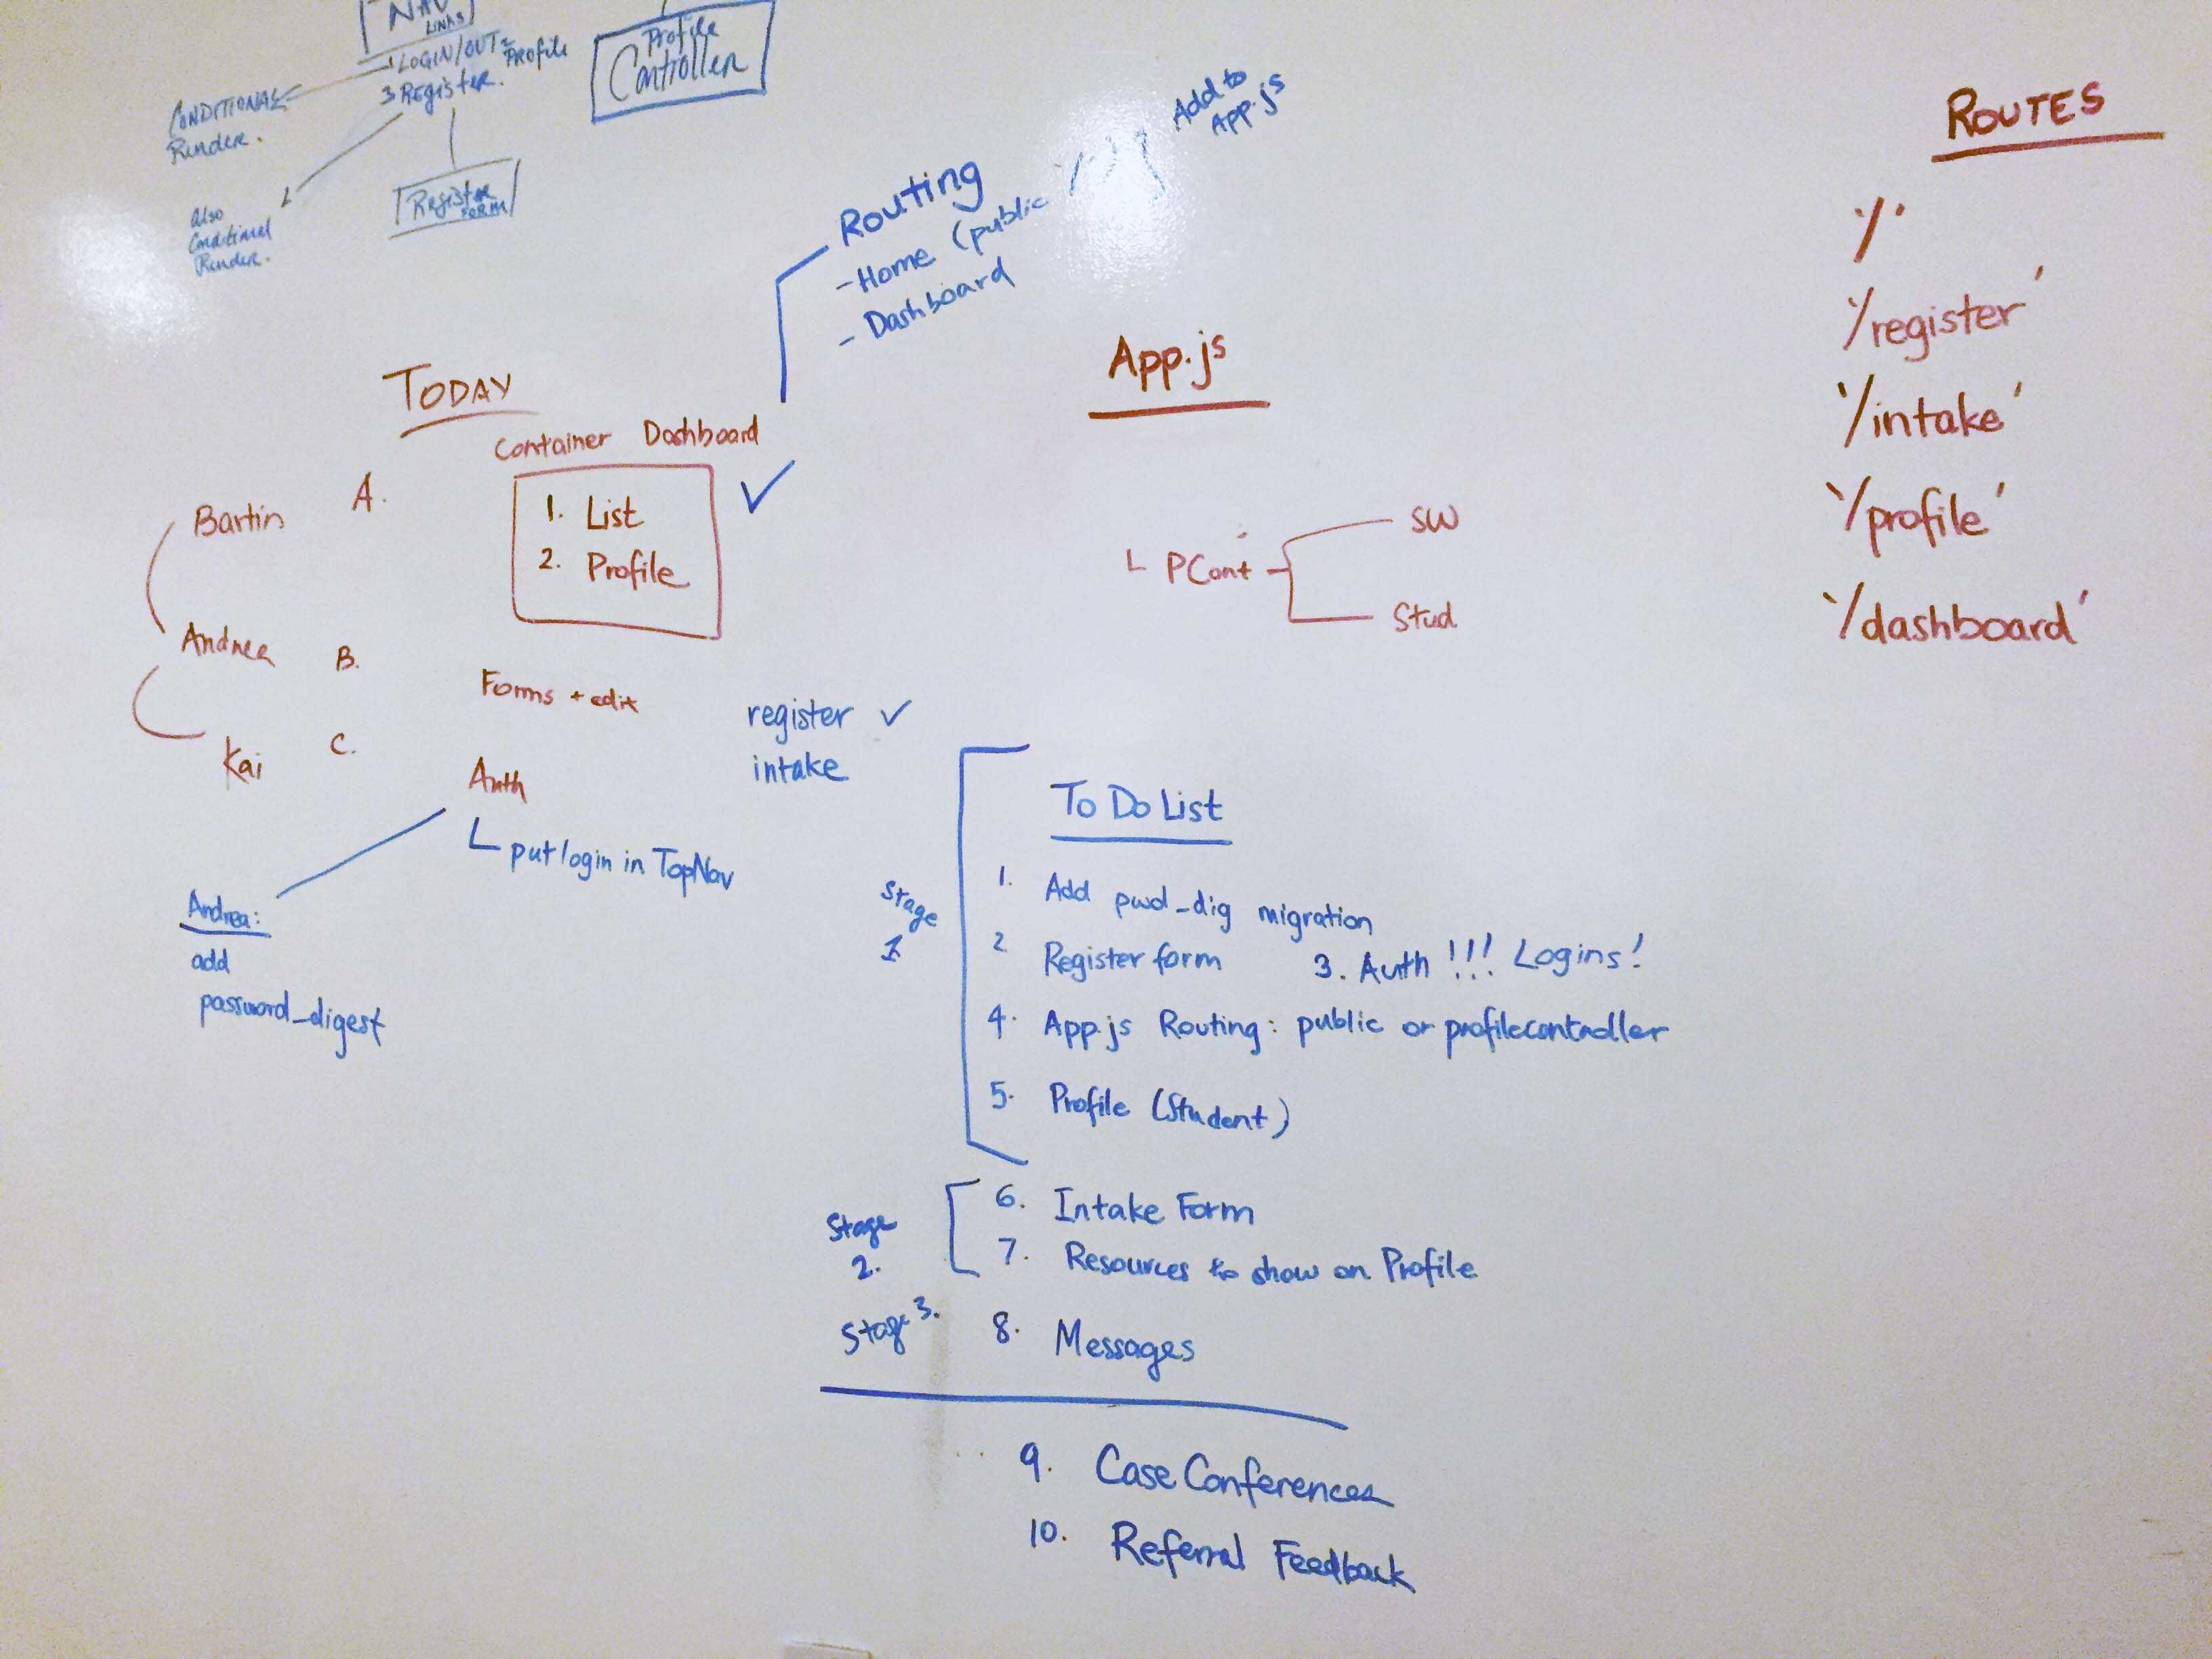 NAV
LINKS
LOGIN/OUT
Profile
3 Register.
Conditional
Render.
Also
Conditional
Render.
Register
FORM
Profile
Controller
Add to
App.js
Routing
- Home (public
- Dashboard
ROUTES
'/'
'/register'
'/intake'
'/profile'
'/dashboard'
TODAY
Container Dashboard
1. List
2. Profile
✓
Bartin A.
Andrea B.
Kai C.
Forms + edit
register ✓
intake
Auth
put login in TopNav
Andrea:
add
password_digest
App.js
PCont
SW
Stud
To Do List
Stage
1
1. Add pwd_dig migration
2 Register form 3. Auth !!! Logins!
4. App.js Routing: public or profilecontroller
5. Profile (Student)
Stage
2.
6. Intake Form
7. Resources to show on Profile
Stage 3.
8. Messages
9. Case Conferences
10. Referral Feedback